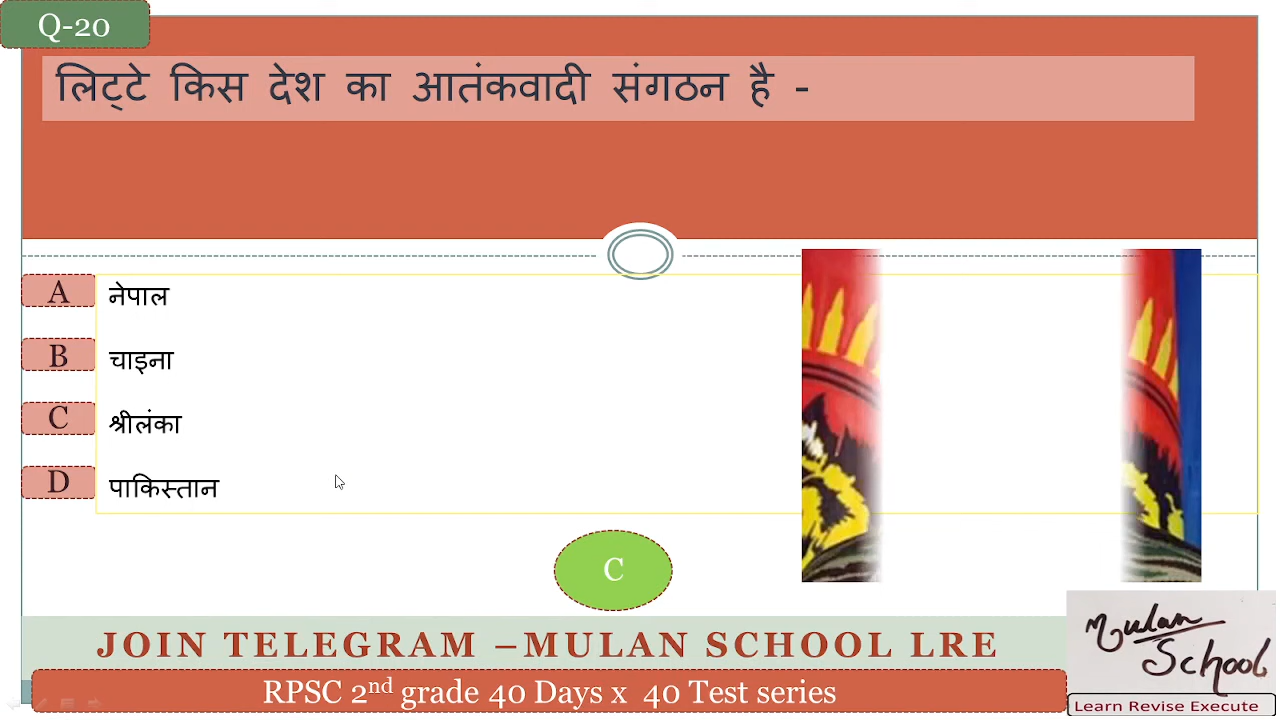 Q-20
लिट्टे किस देश का आतंकवादी संगठन है -
A नेपाल
B चाइना
C श्रीलंका
D पाकिस्तान
C
JOIN TELEGRAM –MULAN SCHOOL LRE
RPSC 2nd grade 40 Days x 40 Test series
Mulan
School
Learn Revise Execute